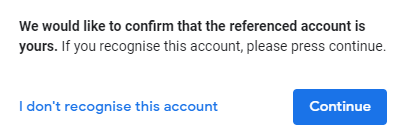 We would like to confirm that the referenced account is
yours. If you recognise this account, please press continue.
I don't recognise this account
Continue